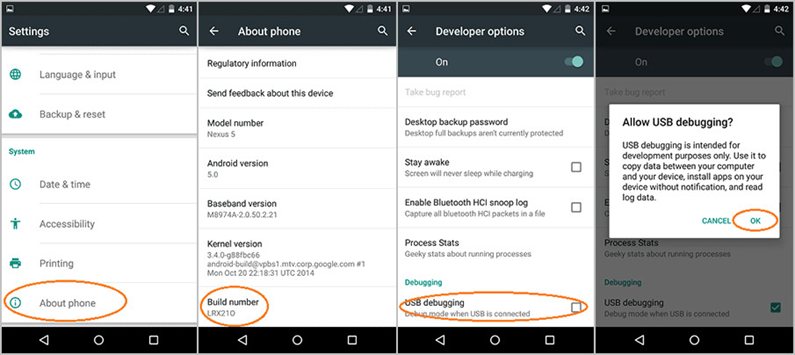 4:41
Settings
Language & input
Backup & reset
System
Date & time
Accessibility
Printing
About phone
4:41
About phone
Regulatory information
Send feedback about this device
Model number
Nexus 5
Android version
5.0
Baseband version
M8974A-2.0.50.2.21
Kernel version
3.4.0-g88fbc66
android-build@vpbs1.mtv.corp.google.com #1
Mon Oct 20 22:18:31 UTC 2014
Build number
LRX21O
4:42
Developer options
On
Take bug report
Desktop backup password
Desktop full backups aren't currently protected
Stay awake
Screen will never sleep while charging
Enable Bluetooth HCI snoop log
Capture all bluetooth HCI packets in a file
Process Stats
Geeky stats about running processes
Debugging
USB debugging
Debug mode when USB is connected
4:42
Developer options
On
Allow USB debugging?
USB debugging is intended for
development purposes only. Use it to
copy data between your computer
and your device, install apps on your
device without notification, and read
log data.
CANCEL
OK
Process Stats
Geeky stats about running processes
Debugging
USB debugging
Debug mode when USB is connected